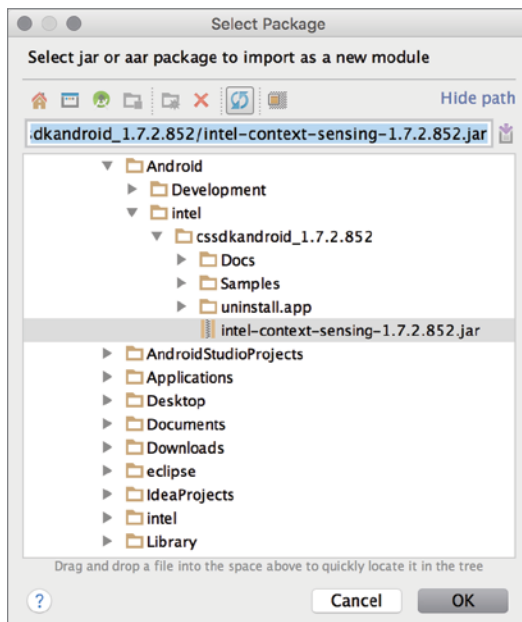 Select Package
Select jar or aar package to import as a new module
Hide path
dkandroid_1.7.2.852/intel-context-sensing-1.7.2.852.jar
Android
Development
intel
cssdkandroid_1.7.2.852
Docs
Samples
uninstall.app
intel-context-sensing-1.7.2.852.jar
AndroidStudioProjects
Applications
Desktop
Documents
Downloads
eclipse
IdeaProjects
intel
Library
Drag and drop a file into the space above to quickly locate it in the tree
? Cancel OK